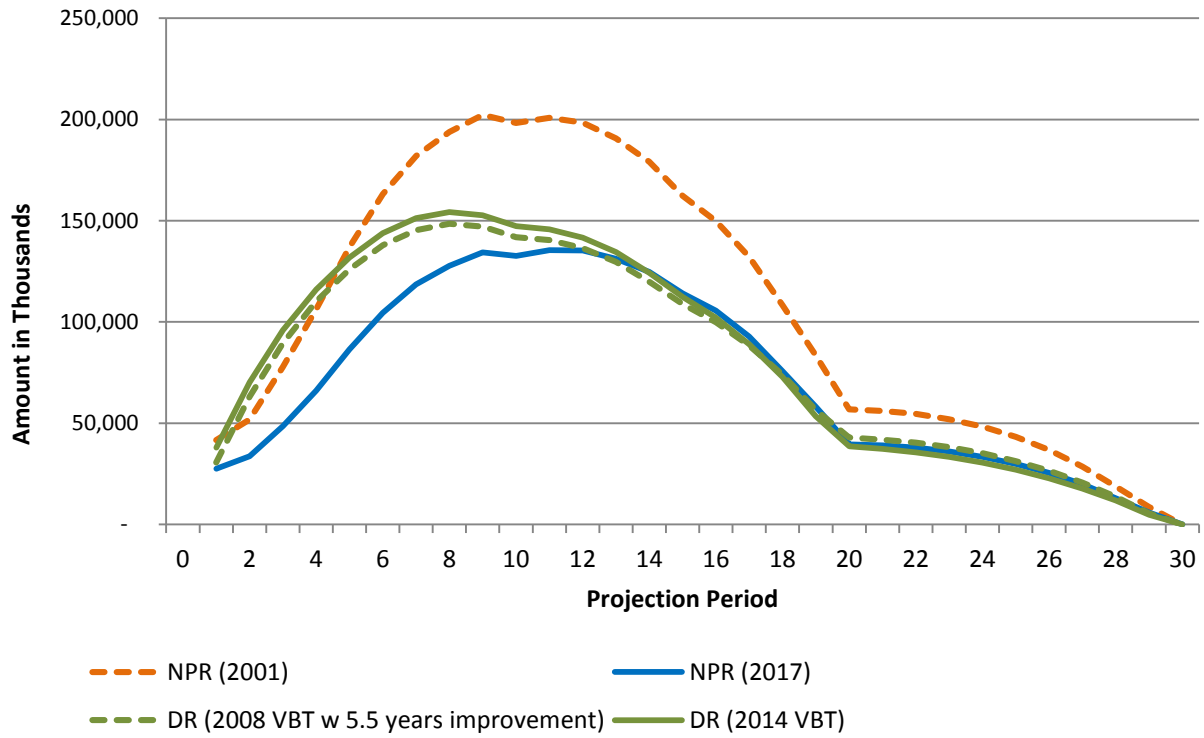 250,000
200,000
150,000
100,000
50,000
-
Amount in Thousands
0 2 4 6 8 10 12 14 16 18 20 22 24 26 28 30
Projection Period
NPR (2001)
NPR (2017)
DR (2008 VBT w 5.5 years improvement)
DR (2014 VBT)